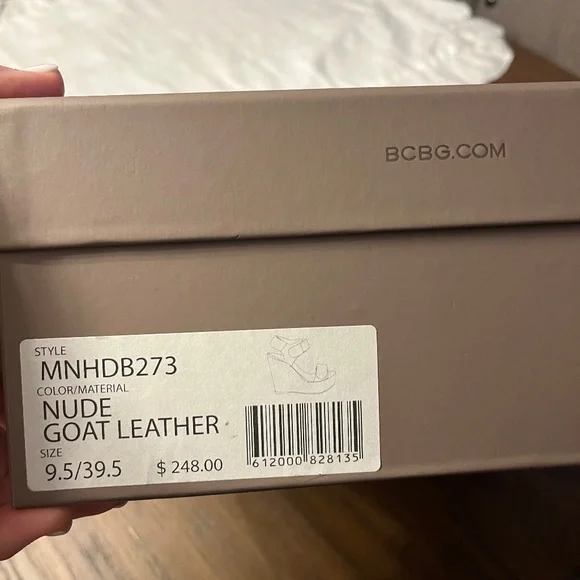 BCBG.COM
STYLE
MNHDB273
COLOR/MATERIAL
NUDE
GOAT LEATHER
SIZE
9.5/39.5 $ 248.00
612000 828135